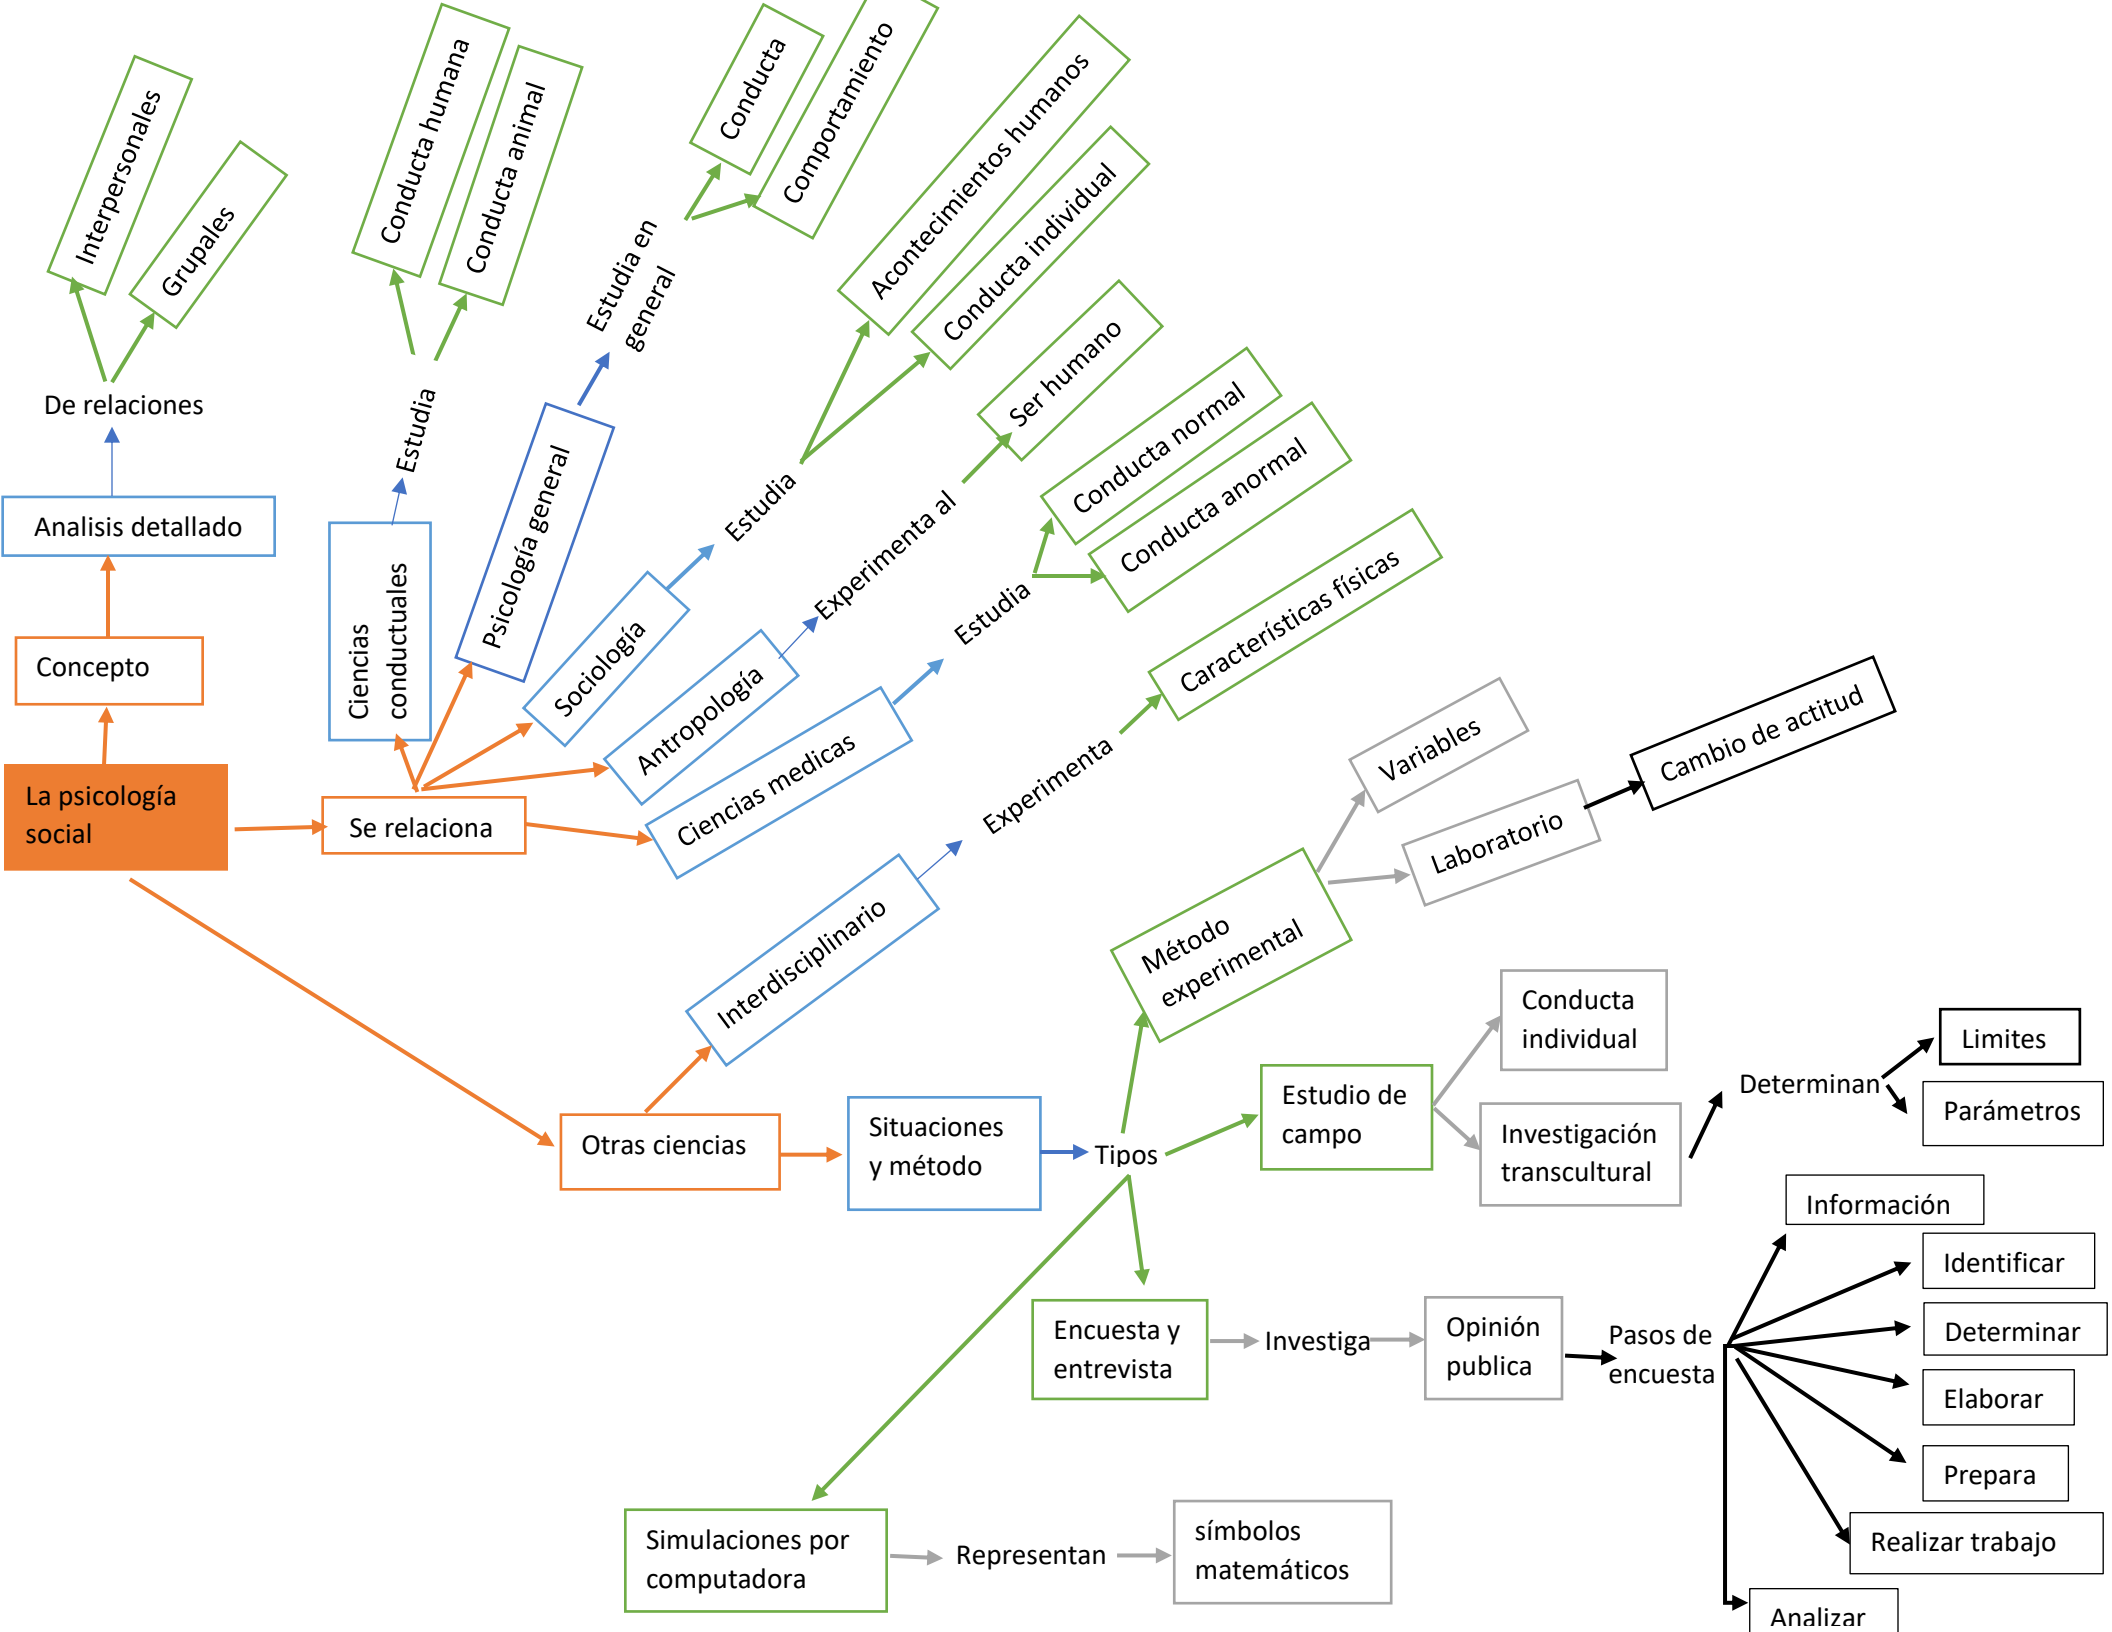 Interpersonales
Grupales
De relaciones
Analisis detallado
Concepto
La psicología
social
Se relaciona
Conducta humana
Conducta animal
Estudia
Ciencias
conductuales
Conducta
Comportamiento
Estudia en
general
Psicología general
Acontecimientos humanos
Conducta individual
Estudia
Sociología
Ser humano
Experimenta al
Antropología
Conducta normal
Conducta anormal
Estudia
Ciencias medicas
Características físicas
Experimenta
Interdisciplinario
Otras ciencias
Situaciones
y método
Tipos
Método
experimental
Variables
Laboratorio
Cambio de actitud
Estudio de
campo
Conducta
individual
Investigación
transcultural
Determinan
Limites
Parámetros
Encuesta y
entrevista
Investiga
Opinión
publica
Pasos de
encuesta
Información
Identificar
Determinar
Elaborar
Prepara
Realizar trabajo
Analizar
Simulaciones por
computadora
Representan
símbolos
matemáticos